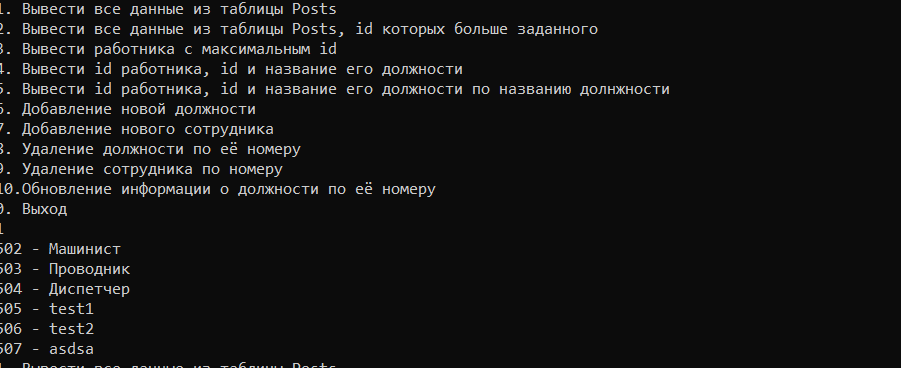 1. Вывести все данные из таблицы Posts
2. Вывести все данные из таблицы Posts, id которых больше заданного
3. Вывести работника с максимальным id
4. Вывести id работника, id и название его должности
5. Вывести id работника, id и название его должности по названию долнжности
6. Добавление новой должности
7. Добавление нового сотрудника
8. Удаление должности по её номеру
9. Удаление сотрудника по номеру
10.Обновление информации о должности по её номеру
0. Выход
1
502 - Машинист
503 - Проводник
504 - Диспетчер
505 - test1
506 - test2
507 - asdsa
1. Вывести все данные из таблицы Posts